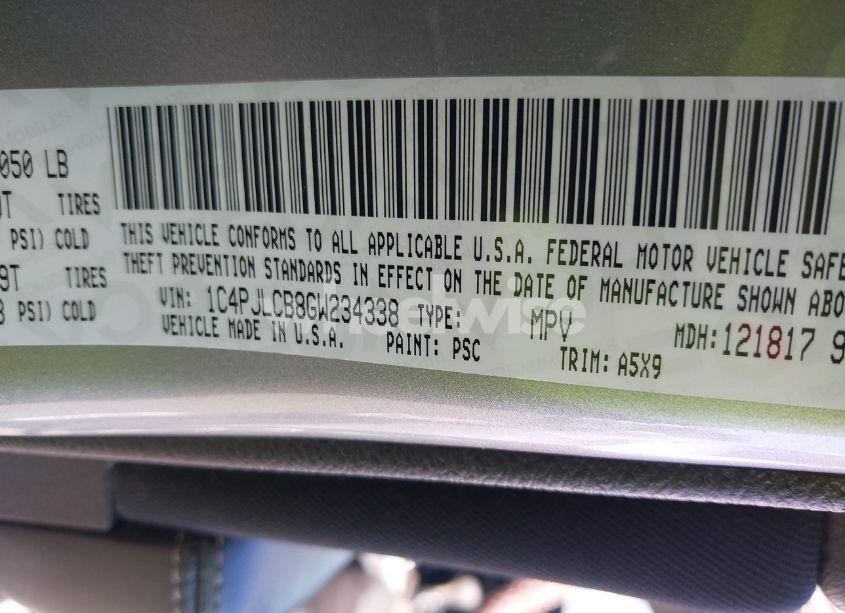 050 LB
TIRES
PSI) COLD
9T TIRES
PSI) COLD
THIS VEHICLE CONFORMS TO ALL APPLICABLE U.S.A. FEDERAL MOTOR VEHICLE SAFE
THEFT PREVENTION STANDARDS IN EFFECT ON THE DATE OF MANUFACTURE SHOWN ABO
VIN: 1C4PJLCB8GW234338 TYPE: MPV MDH: 121817 9
VEHICLE MADE IN U.S.A. PAINT: PSC TRIM: A5X9